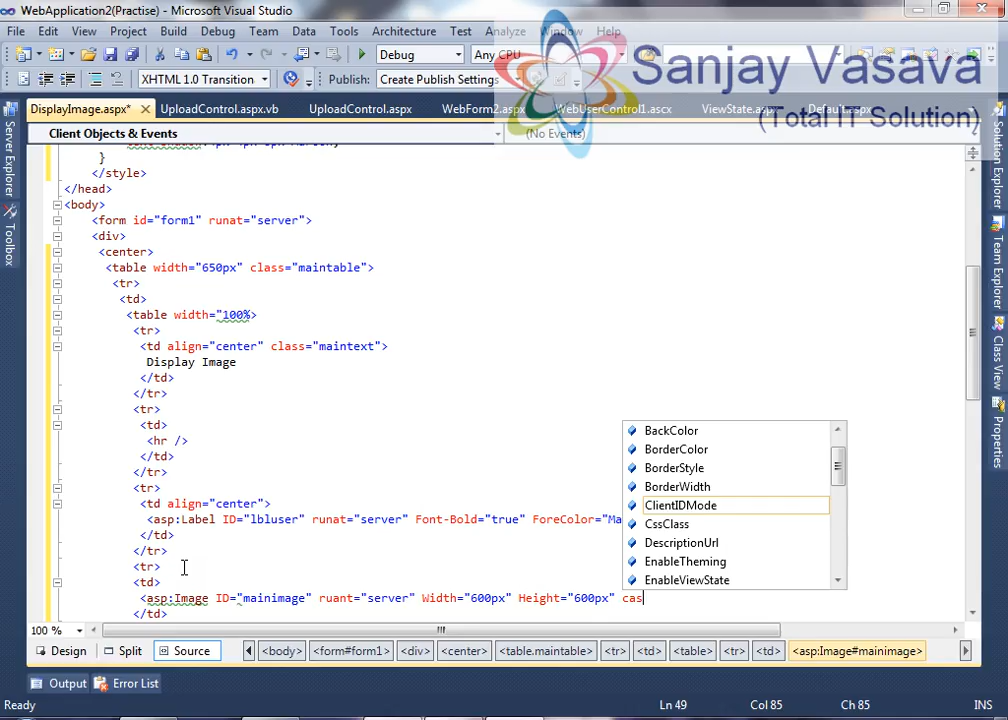 WebApplication2(Practise) - Microsoft Visual Studio
File Edit View Project Build Debug Team Data Tools Architecture Test Analyze Window Help
Debug Any CPU
XHTML 1.0 Transition Publish: Create Publish Settings
Sanjay Vasava
(Total IT Solution)
DisplayImage.aspx* UploadControl.aspx.vb UploadControl.aspx WebForm2.aspx WebUserControl1.ascx ViewState.aspx Default.aspx
Client Objects & Events (No Events)
}
</style>
</head>
<body>
<form id="form1" runat="server">
<div>
<center>
<table width="650px" class="maintable">
<tr>
<td>
<table width="100%>
<tr>
<td align="center" class="maintext">
Display Image
</td>
</tr>
<tr>
<td>
<hr />
</td>
</tr>
<tr>
<td align="center">
<asp:Label ID="lbluser" runat="server" Font-Bold="true" ForeColor="Ma
</td>
</tr>
<tr>
<td>
<asp:Image ID="mainimage" ruant="server" Width="600px" Height="600px" cas
</td>
BackColor
BorderColor
BorderStyle
BorderWidth
ClientIDMode
CssClass
DescriptionUrl
EnableTheming
EnableViewState
Server Explorer
Toolbox
Solution Explorer
Team Explorer
Class View
Properties
100 %
Design Split Source <body> <form#form1> <div> <center> <table.maintable> <tr> <td> <table> <tr> <td> <asp:Image#mainimage>
Output Error List
Ready Ln 49 Col 85 Ch 85 INS